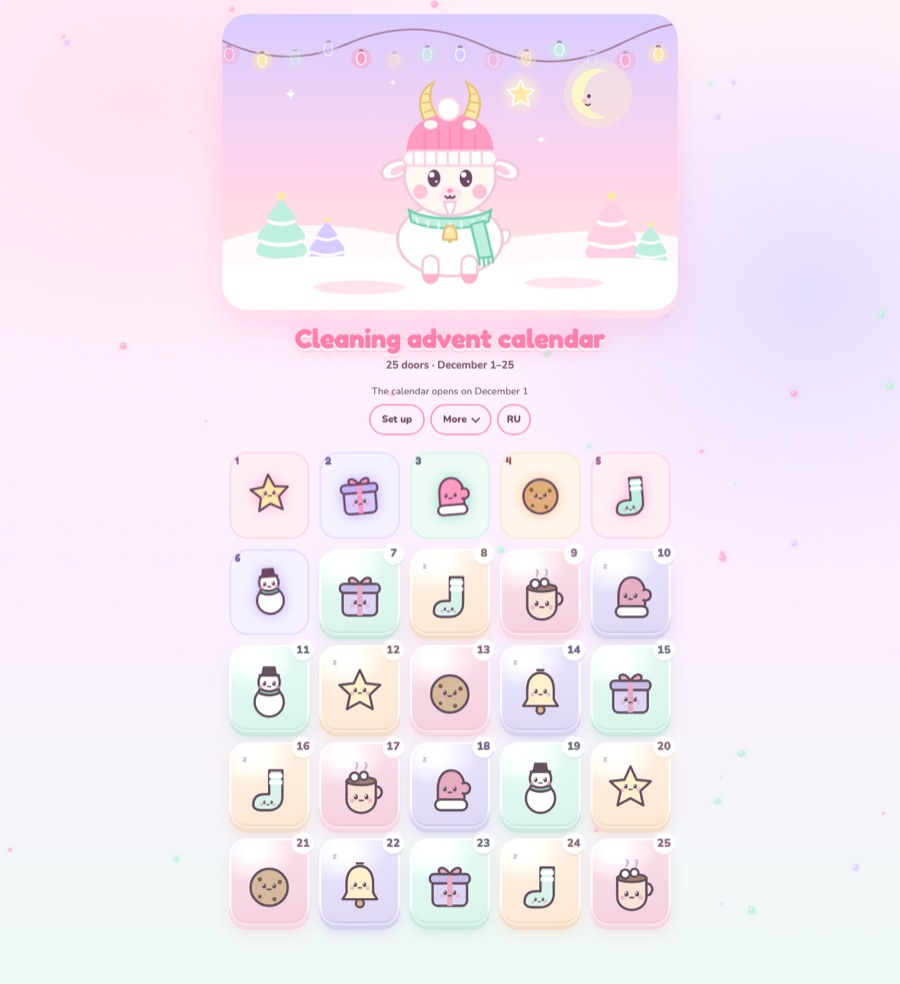 Cleaning advent calendar
25 doors · December 1–25
The calendar opens on December 1
Set up More RU
1 2 3 4 5
6 7 8 9 10
z z
11 12 13 14 15
z z
16 17 18 19 20
z z
21 22 23 24 25
z z